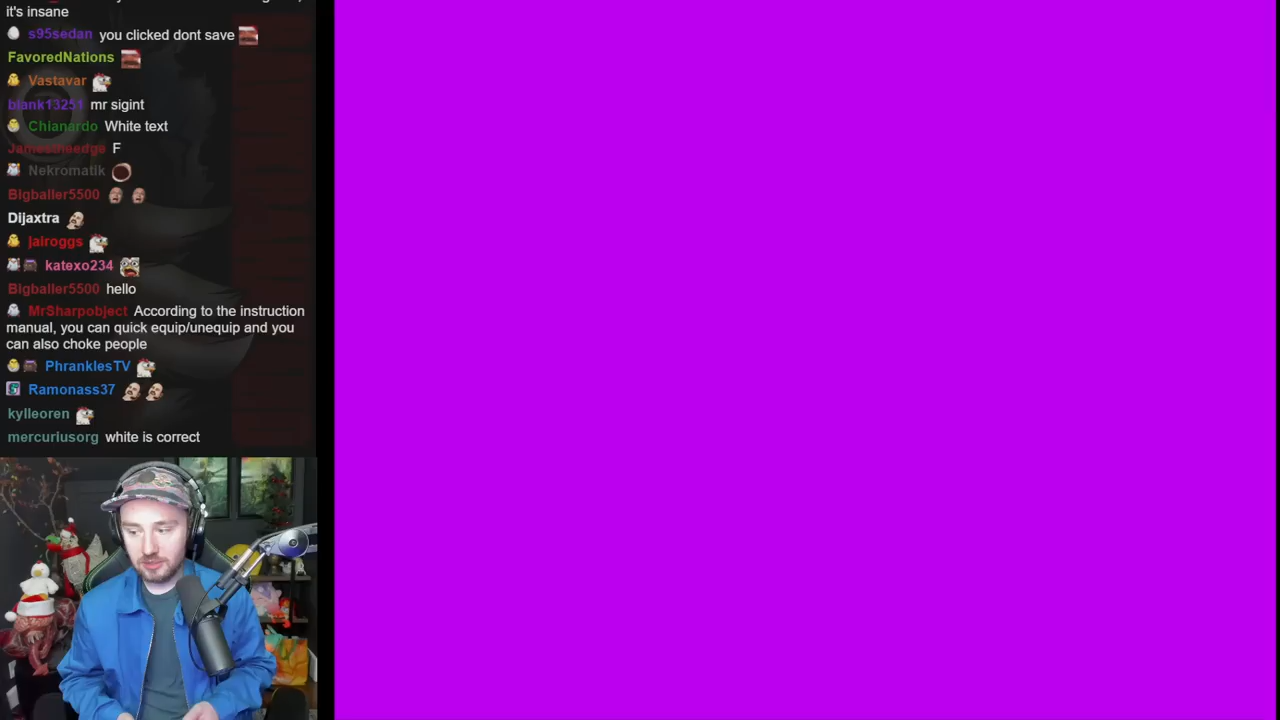 it's insane
s95sedan you clicked dont save
FavoredNations
Vastavar
blank13251 mr sigint
Chianardo White text
Jamestheedge F
Nekromatik
BIgballer5500
Dijaxtra
jairoggs
katexo234
BIgballer5500 hello
MrSharpobject According to the instruction
manual, you can quick equip/unequip and you
can also choke people
PhranklesTV
Ramonass37
kylleoren
mercuriusorg white is correct